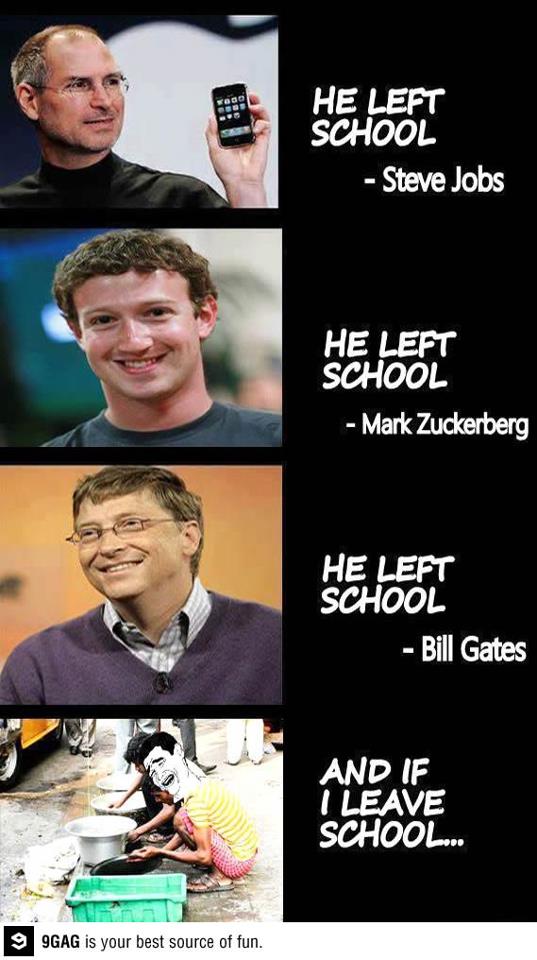 HE LEFT
SCHOOL
- Steve Jobs
HE LEFT
SCHOOL
- Mark Zuckerberg
HE LEFT
SCHOOL
- Bill Gates
AND IF
I LEAVE
SCHOOL...
9GAG is your best source of fun.